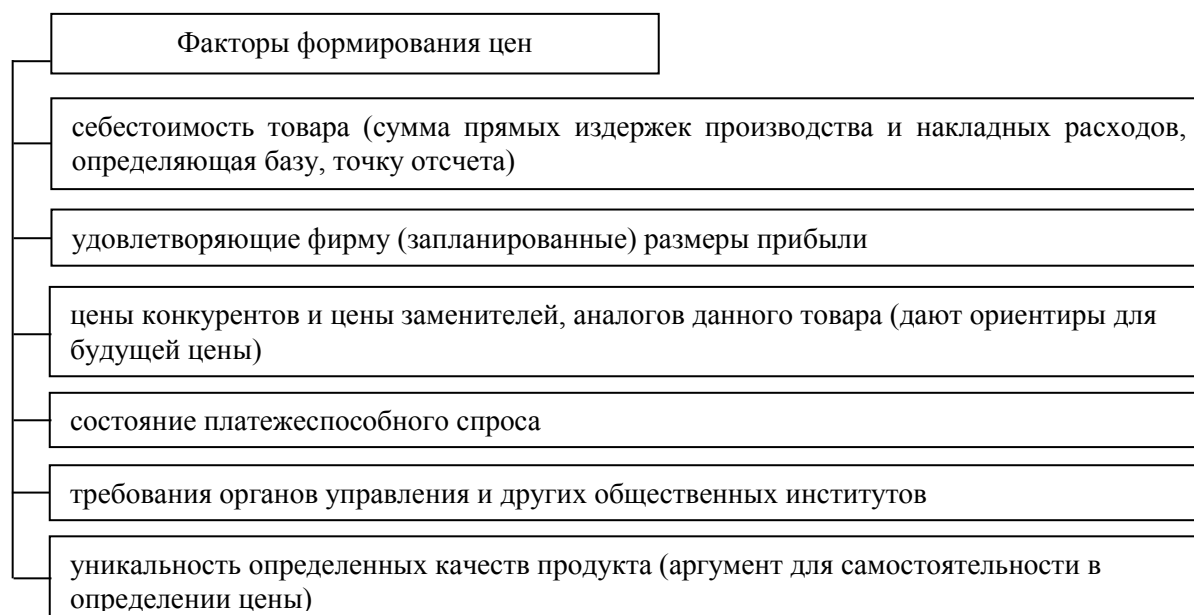 Факторы формирования цен
себестоимость товара (сумма прямых издержек производства и накладных расходов,
определяющая базу, точку отсчета)
удовлетворяющие фирму (запланированные) размеры прибыли
цены конкурентов и цены заменителей, аналогов данного товара (дают ориентиры для
будущей цены)
состояние платежеспособного спроса
требования органов управления и других общественных институтов
уникальность определенных качеств продукта (аргумент для самостоятельности в
определении цены)